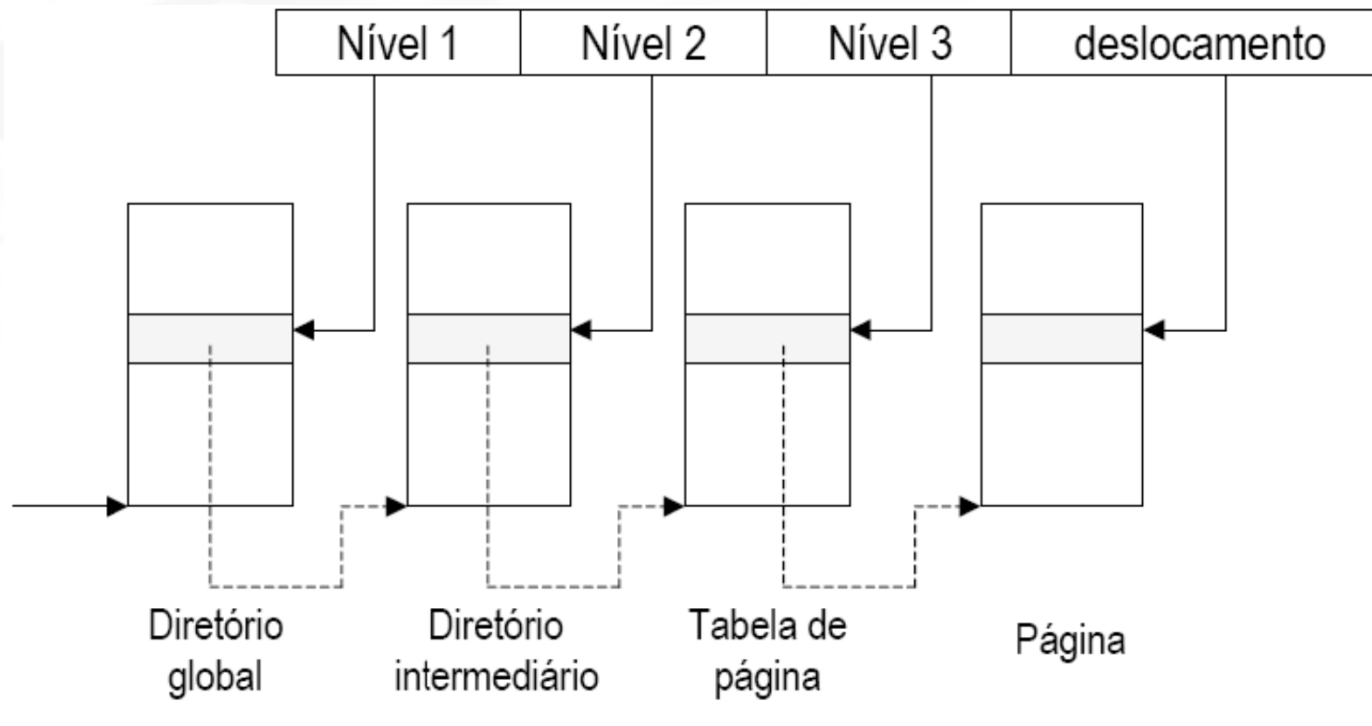 Nível 1
Nível 2
Nível 3
deslocamento
Diretório
global
Diretório
intermediário
Tabela de
página
Página